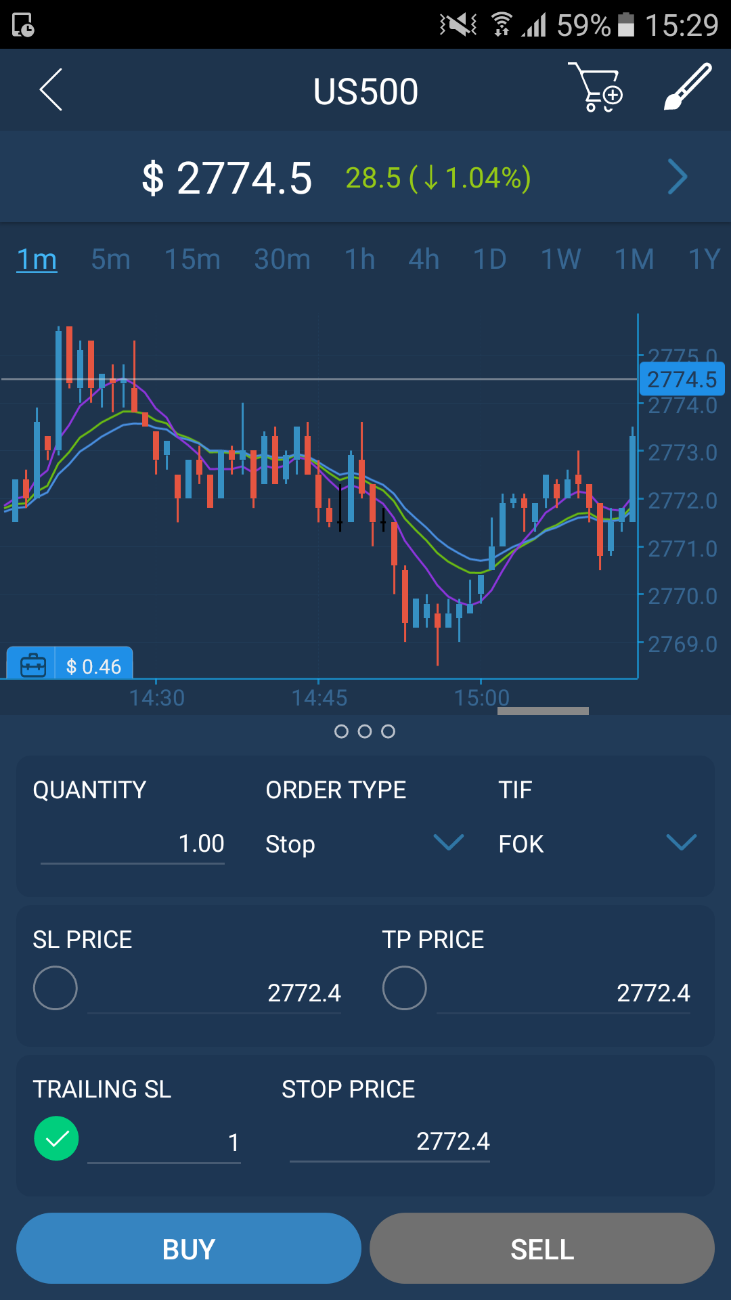 59% 15:29
US500
$ 2774.5 28.5 (↓1.04%)
1m 5m 15m 30m 1h 4h 1D 1W 1M 1Y
2775.0
2774.5
2774.0
2773.0
2772.0
2771.0
2770.0
2769.0
$ 0.46
14:30 14:45 15:00
QUANTITY ORDER TYPE TIF
1.00 Stop FOK
SL PRICE TP PRICE
2772.4 2772.4
TRAILING SL STOP PRICE
1 2772.4
BUY SELL